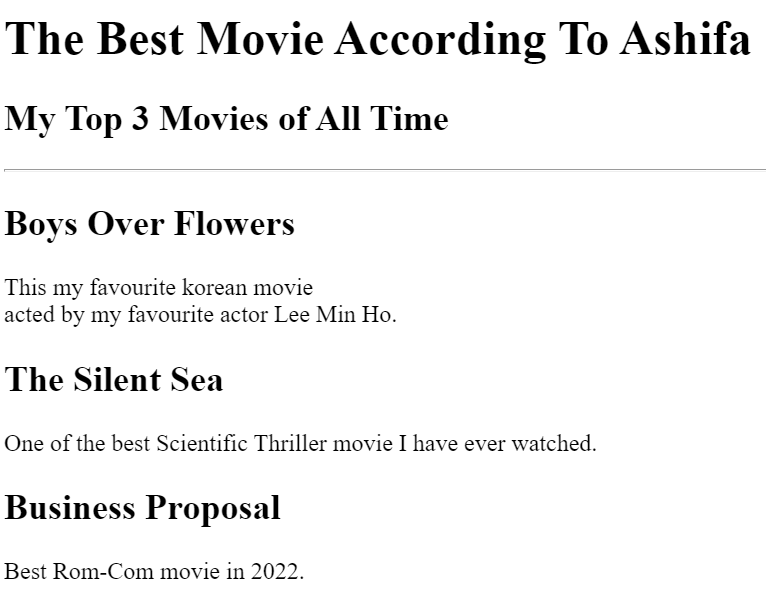 The Best Movie According To Ashifa
My Top 3 Movies of All Time
Boys Over Flowers
This my favourite korean movie
acted by my favourite actor Lee Min Ho.
The Silent Sea
One of the best Scientific Thriller movie I have ever watched.
Business Proposal
Best Rom-Com movie in 2022.